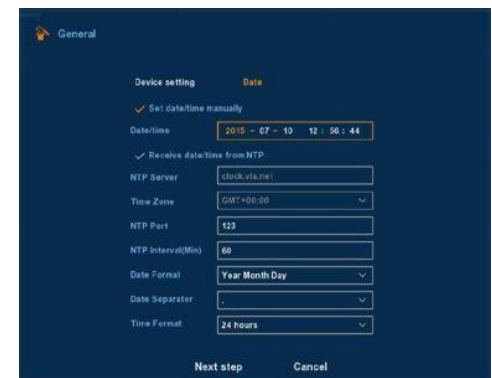 General
Device setting Date
Set date/time manually
Date/time 2015 - 07 - 10 12 : 56 : 44
Receive date/time from NTP
NTP Server clock.via.net
Time Zone GMT+00:00
NTP Port 123
NTP Interval(Min) 60
Date Format Year Month Day
Date Separater .
Time Format 24 hours
Next step Cancel